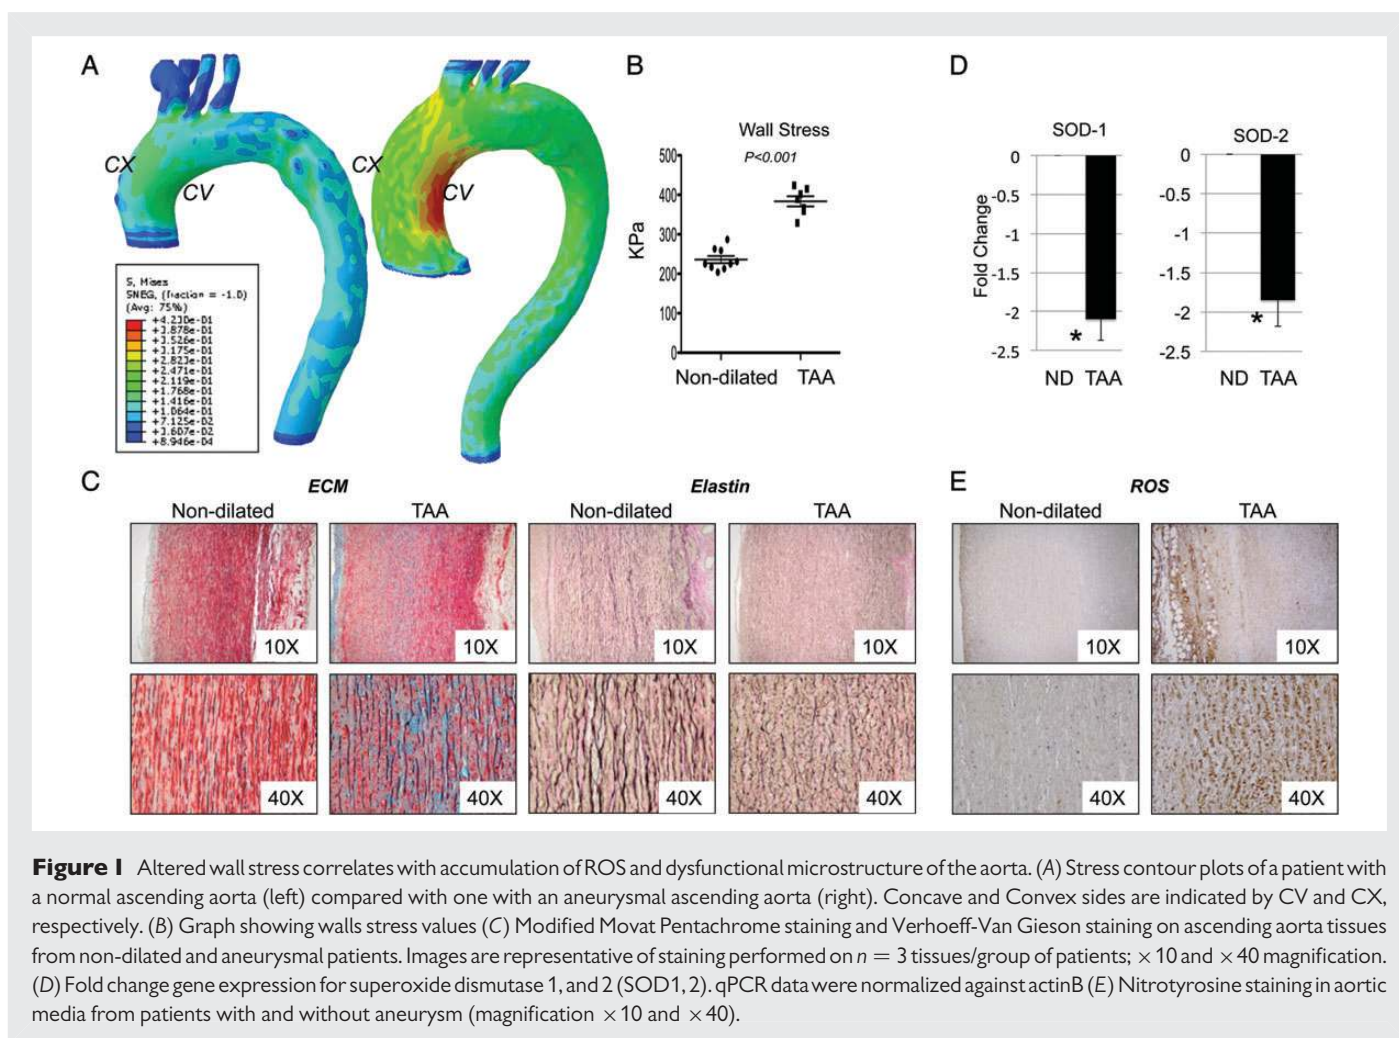 A
CX
CV
CX
CV
S, Mises
SNEG, (fraction = -1.0)
(Avg: 75%)
+4.230e-01
+3.878e-01
+3.526e-01
+3.175e-01
+2.823e-01
+2.471e-01
+2.119e-01
+1.768e-01
+1.416e-01
+1.064e-01
+7.125e-02
+3.607e-02
+8.946e-04
B
Wall Stress
P<0.001
KPa
500
400
300
200
100
0
Non-dilated TAA
D
SOD-1
Fold Change
0
-0.5
-1
-1.5
-2
-2.5
*
ND TAA
SOD-2
0
-0.5
-1
-1.5
-2
-2.5
*
ND TAA
C
ECM
Non-dilated TAA
10X 10X
40X 40X
Elastin
Non-dilated TAA
10X 10X
40X 40X
E
ROS
Non-dilated TAA
10X 10X
40X 40X
Figure 1 Altered wall stress correlates with accumulation of ROS and dysfunctional microstructure of the aorta. (A) Stress contour plots of a patient with
a normal ascending aorta (left) compared with one with an aneurysmal ascending aorta (right). Concave and Convex sides are indicated by CV and CX,
respectively. (B) Graph showing walls stress values (C) Modified Movat Pentachrome staining and Verhoeff-Van Gieson staining on ascending aorta tissues
from non-dilated and aneurysmal patients. Images are representative of staining performed on n = 3 tissues/group of patients; ×10 and ×40 magnification.
(D) Fold change gene expression for superoxide dismutase 1, and 2 (SOD1, 2). qPCR data were normalized against actinB (E) Nitrotyrosine staining in aortic
media from patients with and without aneurysm (magnification ×10 and ×40).